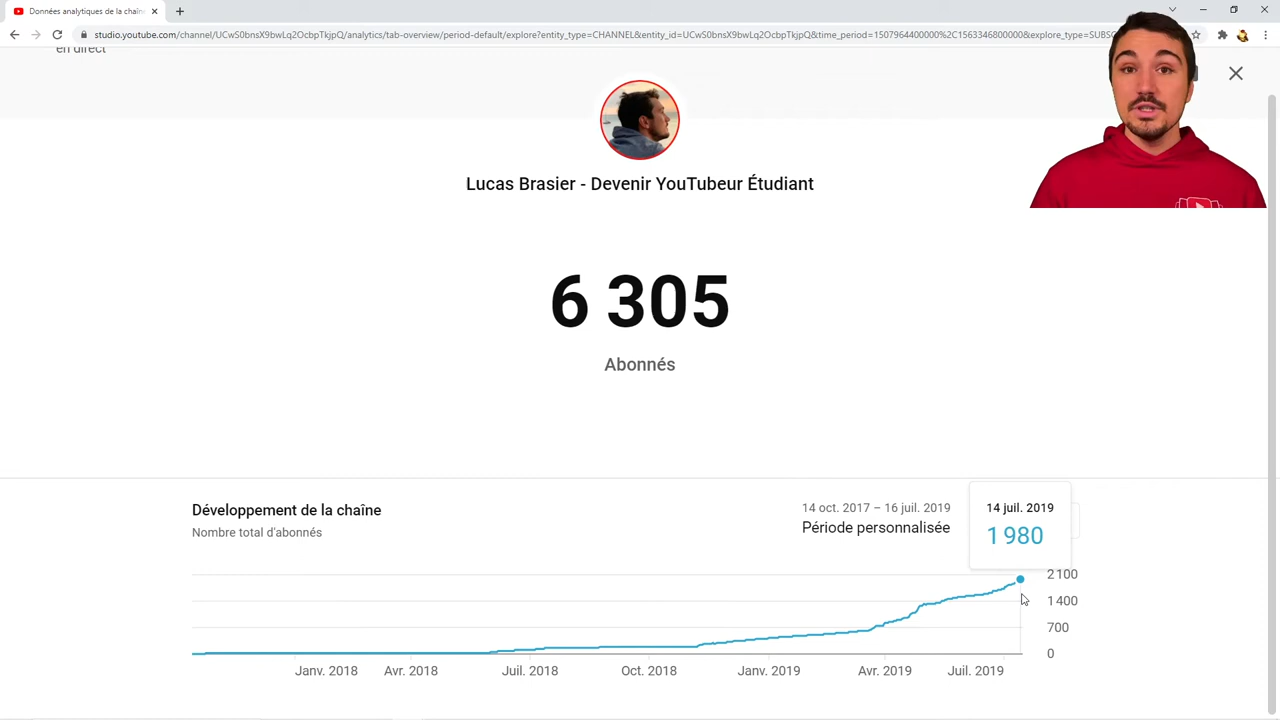 Données analytiques de la chaîn
studio.youtube.com/channel/UCwS0bnsX9bwLq2OcbpTkjpQ/analytics/tab-overview/period-default/explore?entity_type=CHANNEL&entity_id=UCwS0bnsX9bwLq2OcbpTkjpQ&time_period=1507964400000%2C1563346800000&explore_type=SUBSC
en direct
Lucas Brasier - Devenir YouTubeur Étudiant
6 305
Abonnés
Développement de la chaîne
Nombre total d'abonnés
14 oct. 2017 – 16 juil. 2019
Période personnalisée
14 juil. 2019
1 980
2 100
1 400
700
0
Janv. 2018 Avr. 2018 Juil. 2018 Oct. 2018 Janv. 2019 Avr. 2019 Juil. 2019